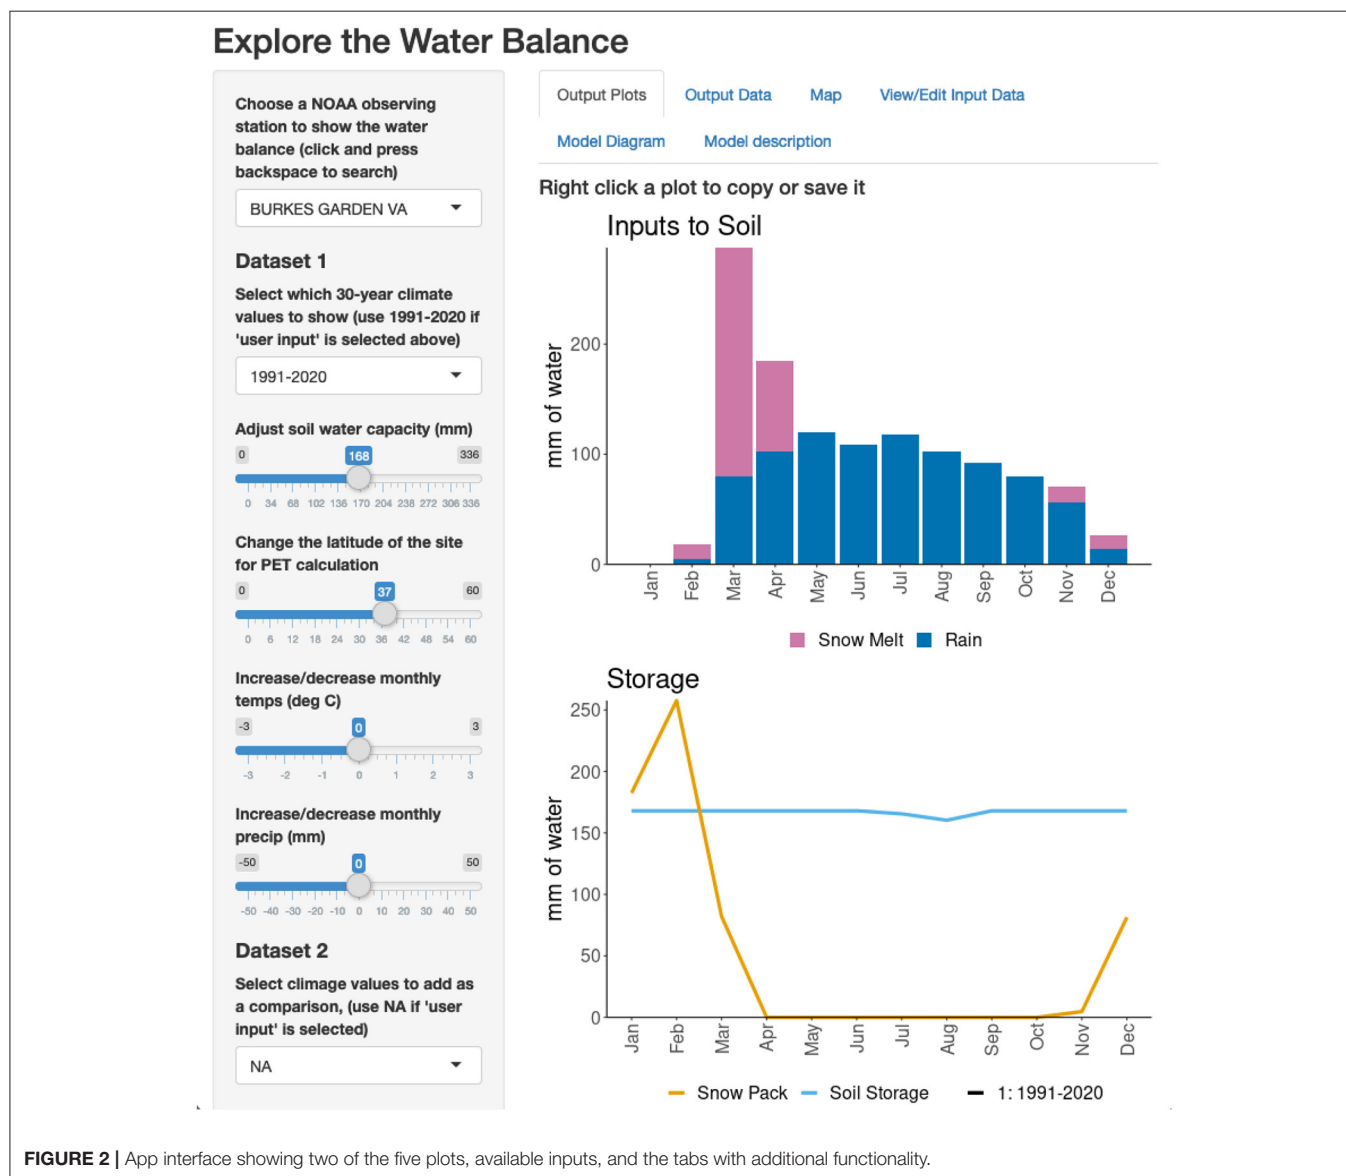 Explore the Water Balance
Choose a NOAA observing
station to show the water
balance (click and press
backspace to search)
BURKES GARDEN VA
Dataset 1
Select which 30-year climate
values to show (use 1991-2020 if
'user input' is selected above)
1991-2020
Adjust soil water capacity (mm)
0 168 336
0 34 68 102 136 170 204 238 272 306 336
Change the latitude of the site
for PET calculation
0 37 60
0 6 12 18 24 30 36 42 48 54 60
Increase/decrease monthly
temps (deg C)
-3 0 3
-3 -2 -1 0 1 2 3
Increase/decrease monthly
precip (mm)
-50 0 50
-50 -40 -30 -20 -10 0 10 20 30 40 50
Dataset 2
Select climage values to add as
a comparison, (use NA if 'user
input' is selected)
NA
Output Plots Output Data Map View/Edit Input Data
Model Diagram Model description
Right click a plot to copy or save it
Inputs to Soil
mm of water
200
100
0
Jan Feb Mar Apr May Jun Jul Aug Sep Oct Nov Dec
Snow Melt Rain
Storage
mm of water
250
200
150
100
50
0
Jan Feb Mar Apr May Jun Jul Aug Sep Oct Nov Dec
Snow Pack Soil Storage 1: 1991-2020
FIGURE 2 | App interface showing two of the five plots, available inputs, and the tabs with additional functionality.